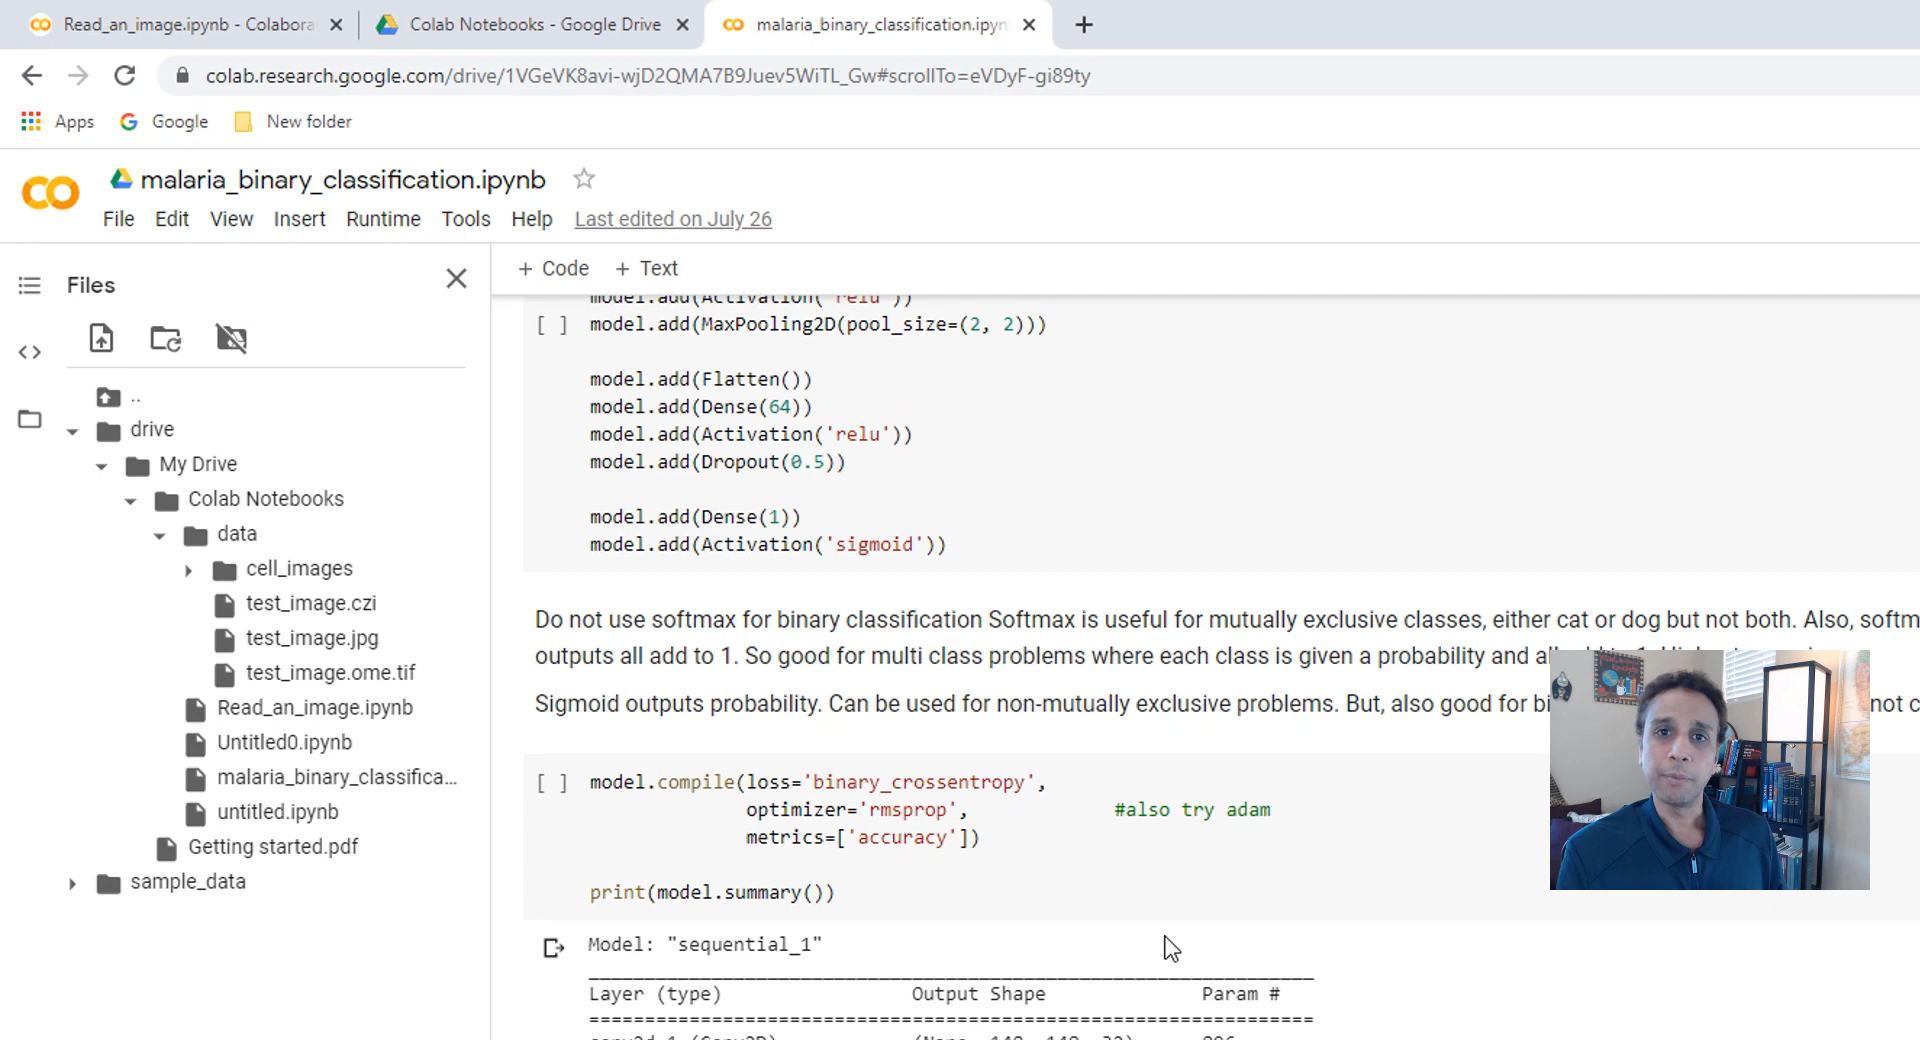 Read_an_image.ipynb - Colabora
Colab Notebooks - Google Drive
malaria_binary_classification.ipyn
colab.research.google.com/drive/1VGeVK8avi-wjD2QMA7B9Juev5WiTL_Gw#scrollTo=eVDyF-gi89ty
Apps
Google
New folder
malaria_binary_classification.ipynb
File Edit View Insert Runtime Tools Help Last edited on July 26
Files
+ Code + Text
..
drive
My Drive
Colab Notebooks
data
cell_images
test_image.czi
test_image.jpg
test_image.ome.tif
Read_an_image.ipynb
Untitled0.ipynb
malaria_binary_classifica...
untitled.ipynb
Getting started.pdf
sample_data
model.add(Activation('relu'))
[ ] model.add(MaxPooling2D(pool_size=(2, 2)))
model.add(Flatten())
model.add(Dense(64))
model.add(Activation('relu'))
model.add(Dropout(0.5))
model.add(Dense(1))
model.add(Activation('sigmoid'))
Do not use softmax for binary classification Softmax is useful for mutually exclusive classes, either cat or dog but not both. Also, softm
outputs all add to 1. So good for multi class problems where each class is given a probability and
Sigmoid outputs probability. Can be used for non-mutually exclusive problems. But, also good for bi not c
[ ] model.compile(loss='binary_crossentropy',
optimizer='rmsprop', #also try adam
metrics=['accuracy'])
print(model.summary())
Model: "sequential_1"
Layer (type) Output Shape Param #